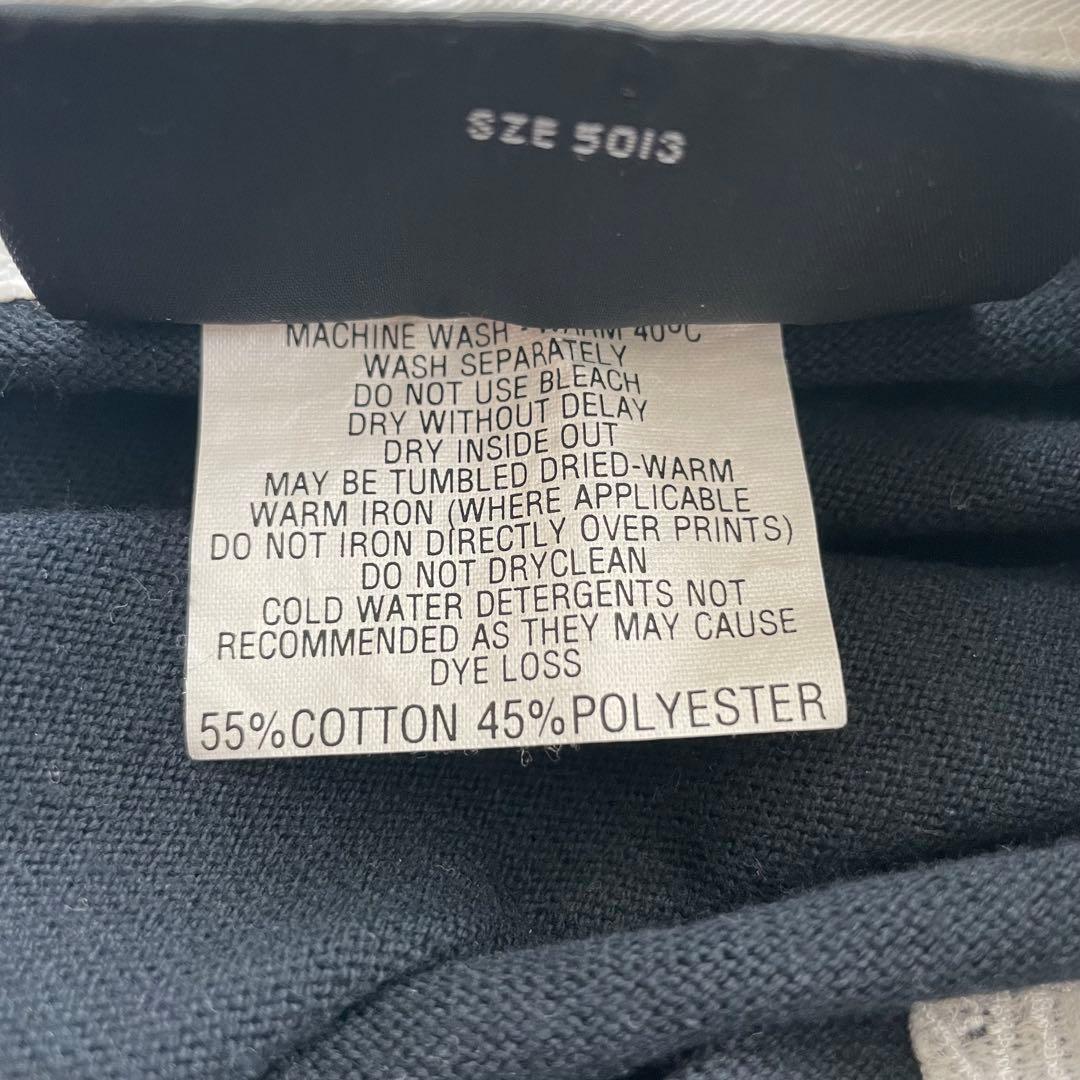 SZE 5013
MACHINE WASH - WARM 40°C
WASH SEPARATELY
DO NOT USE BLEACH
DRY WITHOUT DELAY
DRY INSIDE OUT
MAY BE TUMBLED DRIED-WARM
WARM IRON (WHERE APPLICABLE
DO NOT IRON DIRECTLY OVER PRINTS)
DO NOT DRYCLEAN
COLD WATER DETERGENTS NOT
RECOMMENDED AS THEY MAY CAUSE
DYE LOSS
55%COTTON 45%POLYESTER